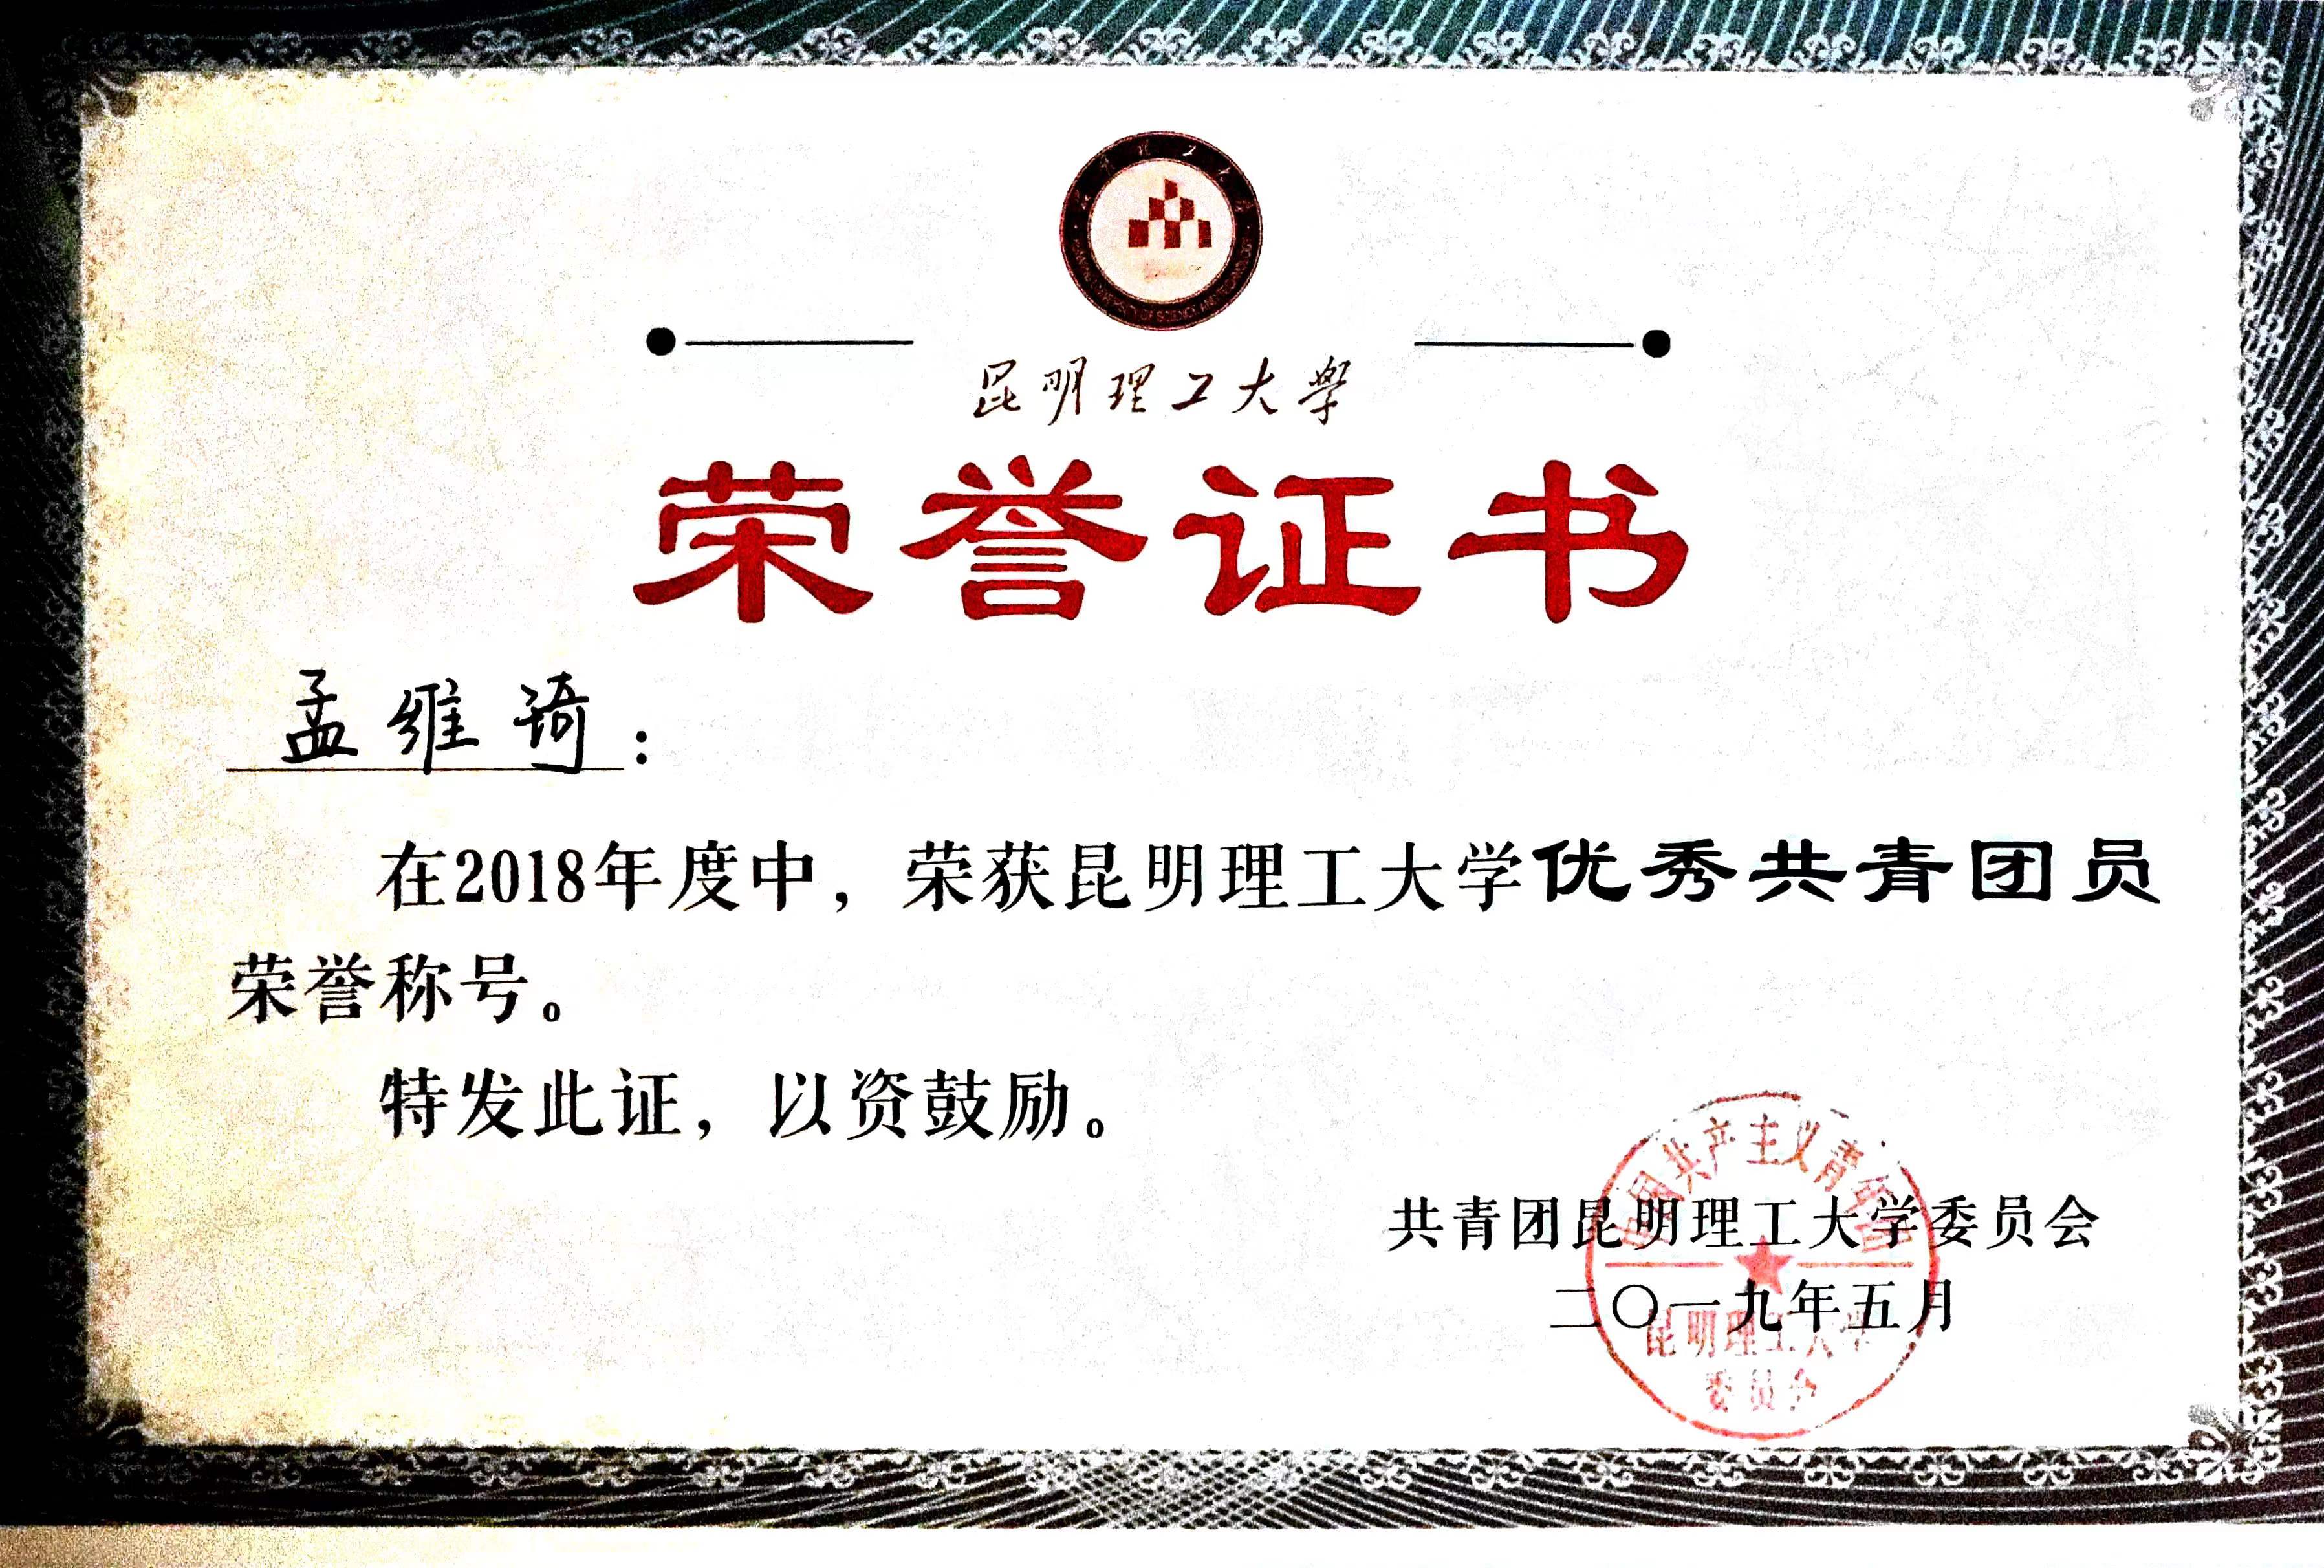 昆明理工大學
荣誉证书
孟维琦：
在2018年度中，荣获昆明理工大学优秀共青团员
荣誉称号。
特发此证，以资鼓励。
共青团昆明理工大学委员会
二〇一九年五月
中国共产主义青年团
昆明理工大学
委员会